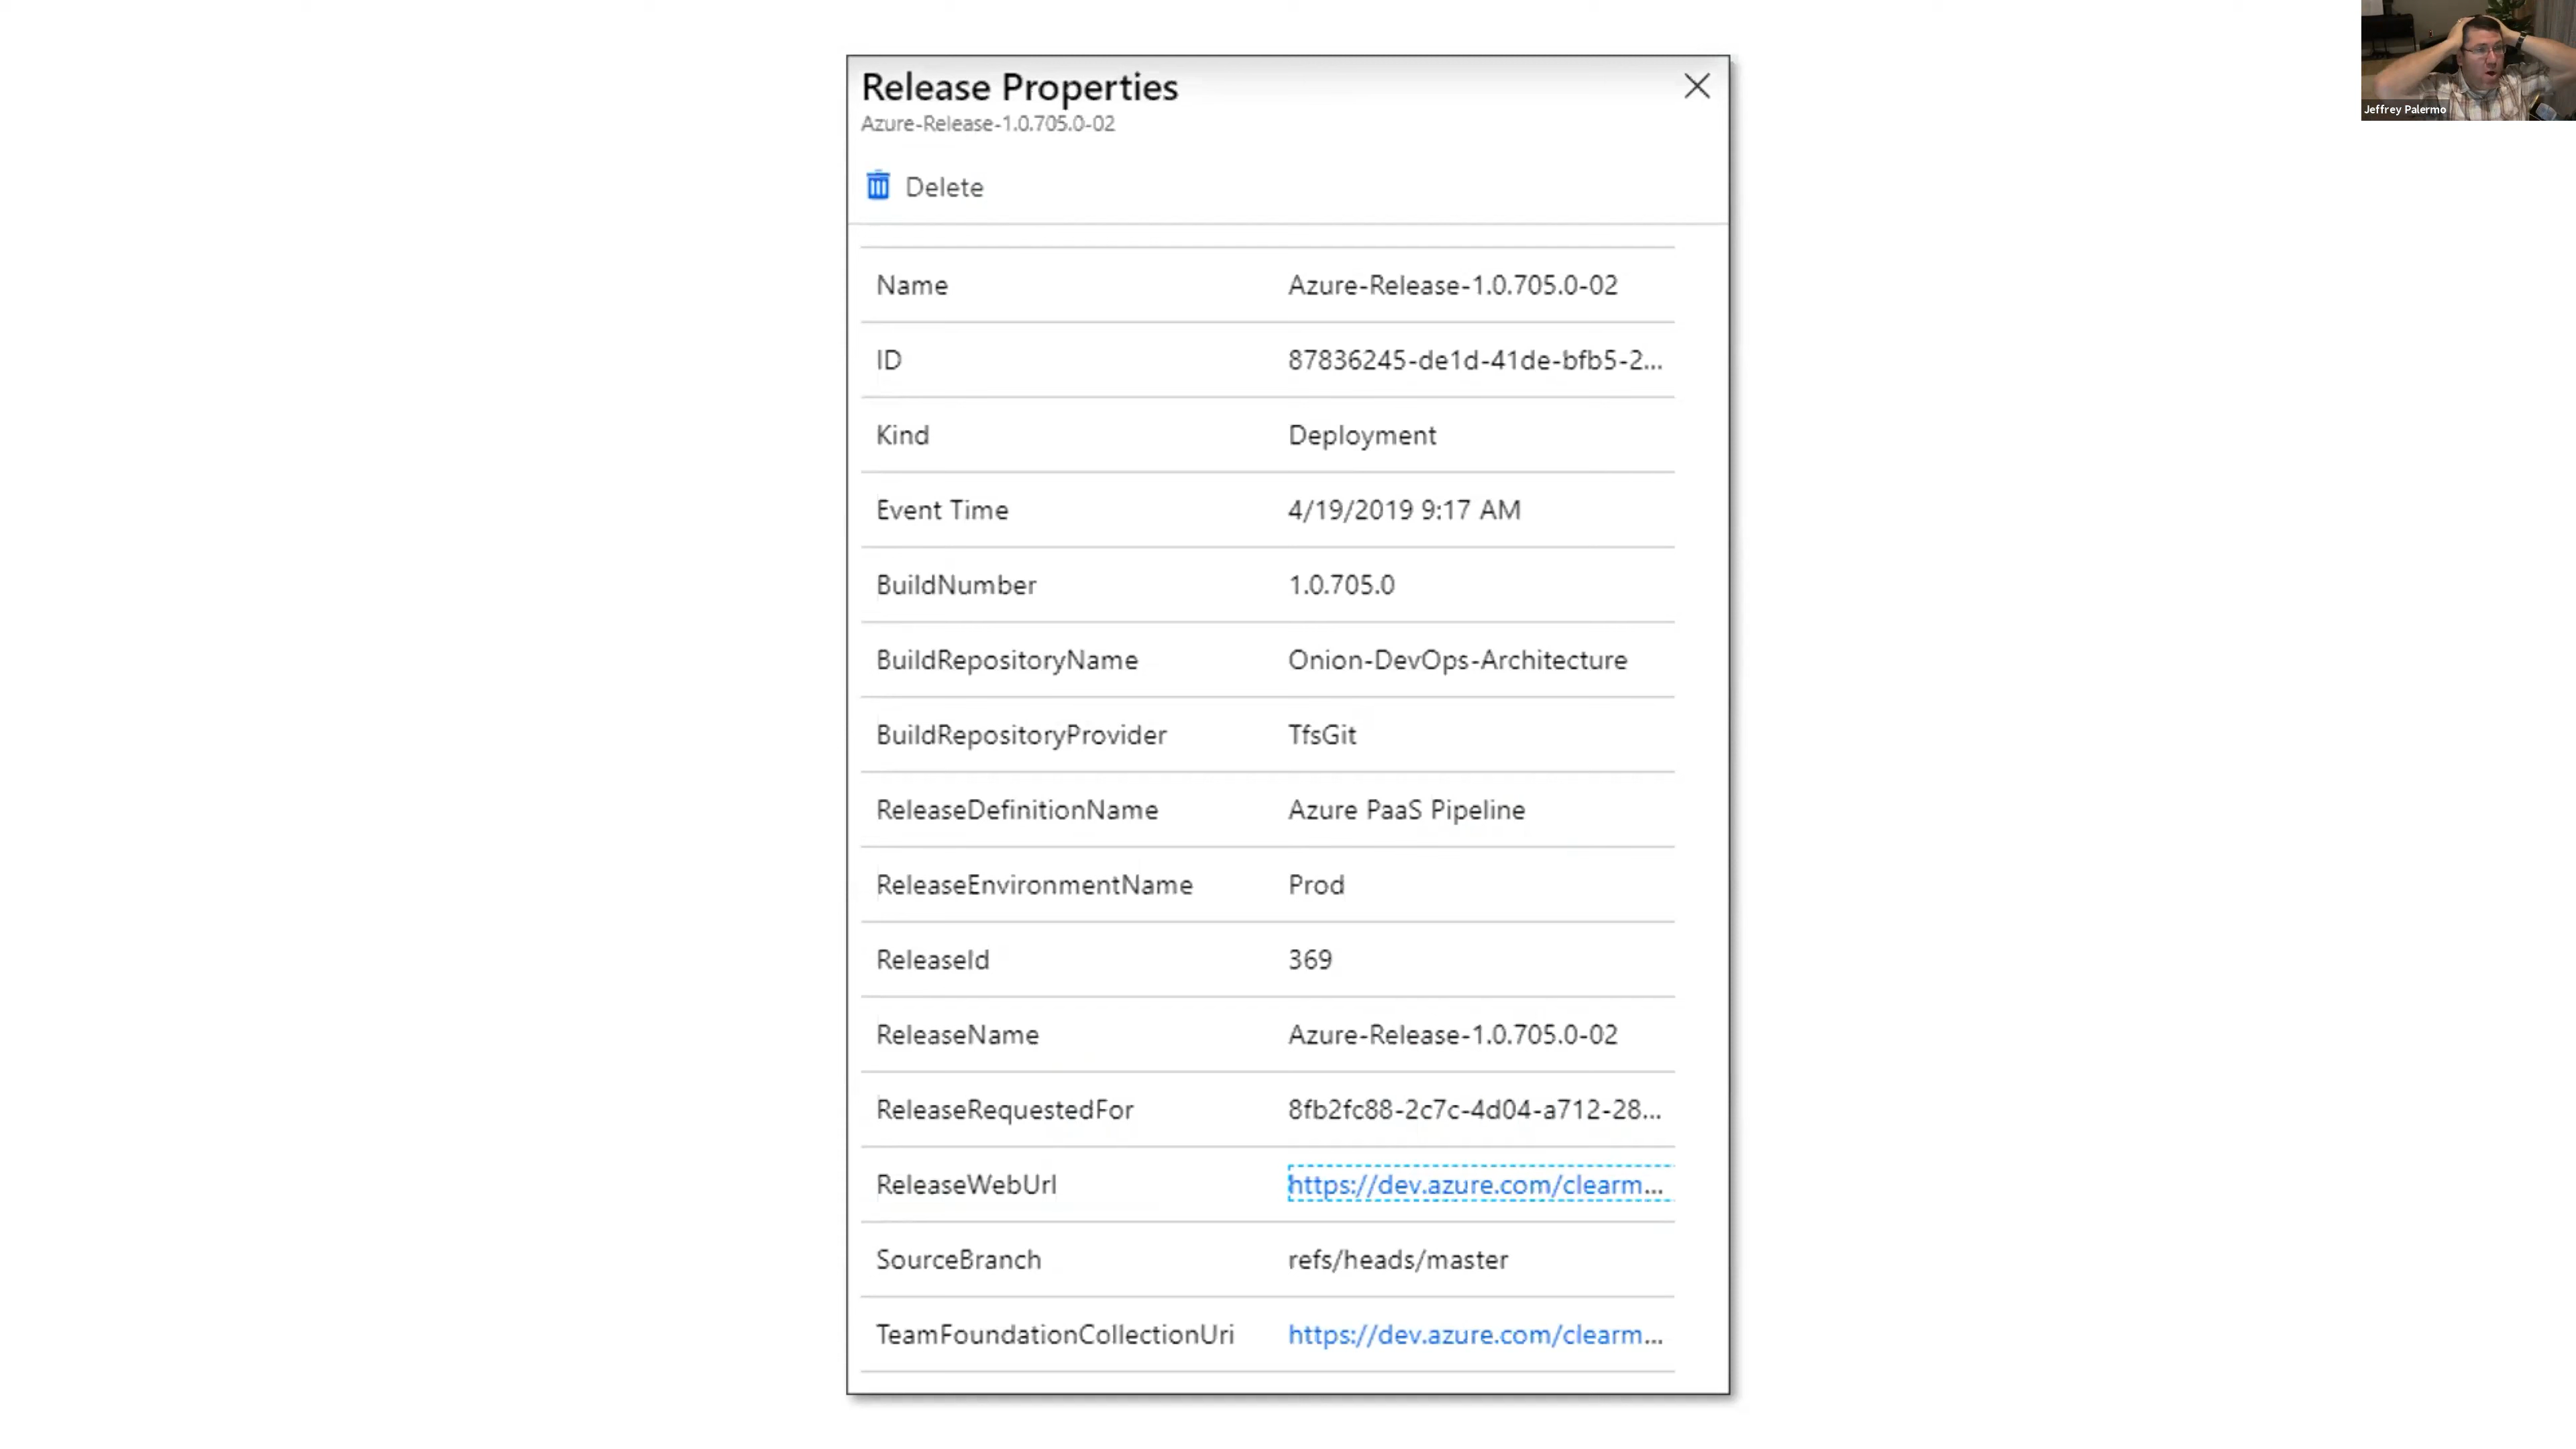 Release Properties
Azure-Release-1.0.705.0-02
Delete
Name Azure-Release-1.0.705.0-02
ID 87836245-de1d-41de-bfb5-2...
Kind Deployment
Event Time 4/19/2019 9:17 AM
BuildNumber 1.0.705.0
BuildRepositoryName Onion-DevOps-Architecture
BuildRepositoryProvider TfsGit
ReleaseDefinitionName Azure PaaS Pipeline
ReleaseEnvironmentName Prod
ReleaseId 369
ReleaseName Azure-Release-1.0.705.0-02
ReleaseRequestedFor 8fb2fc88-2c7c-4d04-a712-28...
ReleaseWebUrl https://dev.azure.com/clearm...
SourceBranch refs/heads/master
TeamFoundationCollectionUri https://dev.azure.com/clearm...
Jeffrey Palermo